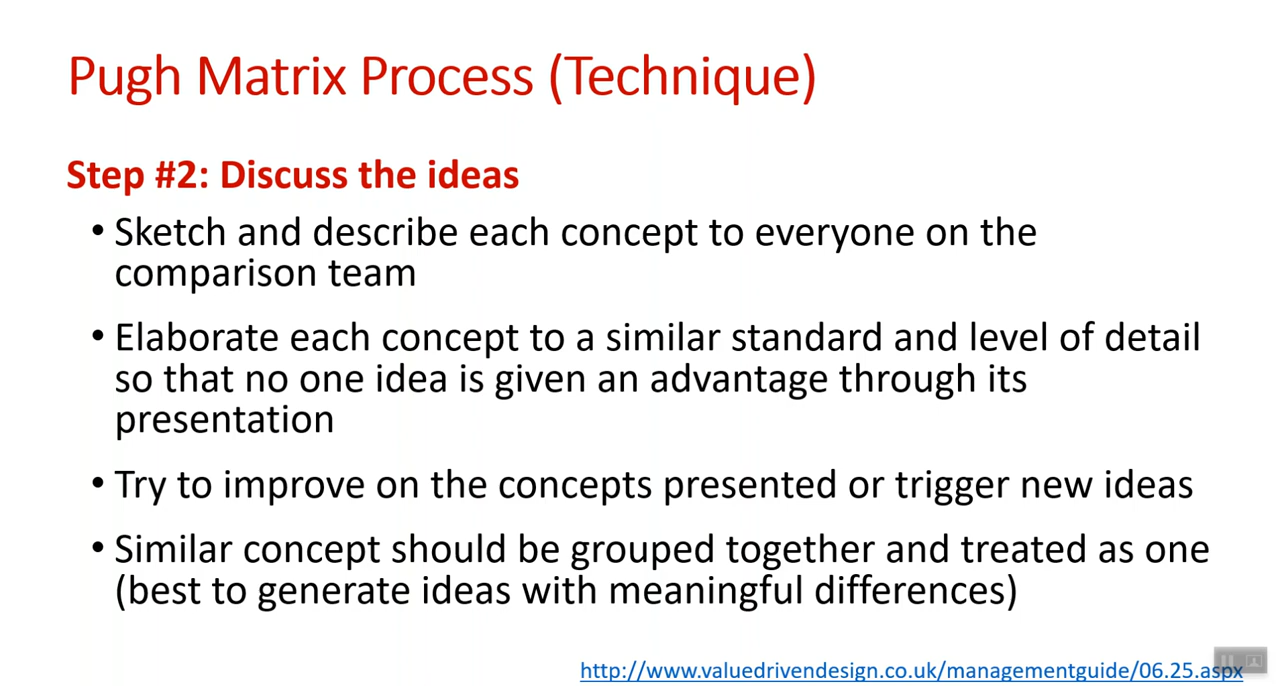 Pugh Matrix Process (Technique)
Step #2: Discuss the ideas
• Sketch and describe each concept to everyone on the
comparison team
• Elaborate each concept to a similar standard and level of detail
so that no one idea is given an advantage through its
presentation
• Try to improve on the concepts presented or trigger new ideas
• Similar concept should be grouped together and treated as one
(best to generate ideas with meaningful differences)
http://www.valuedrivendesign.co.uk/managementguide/06.25.aspx